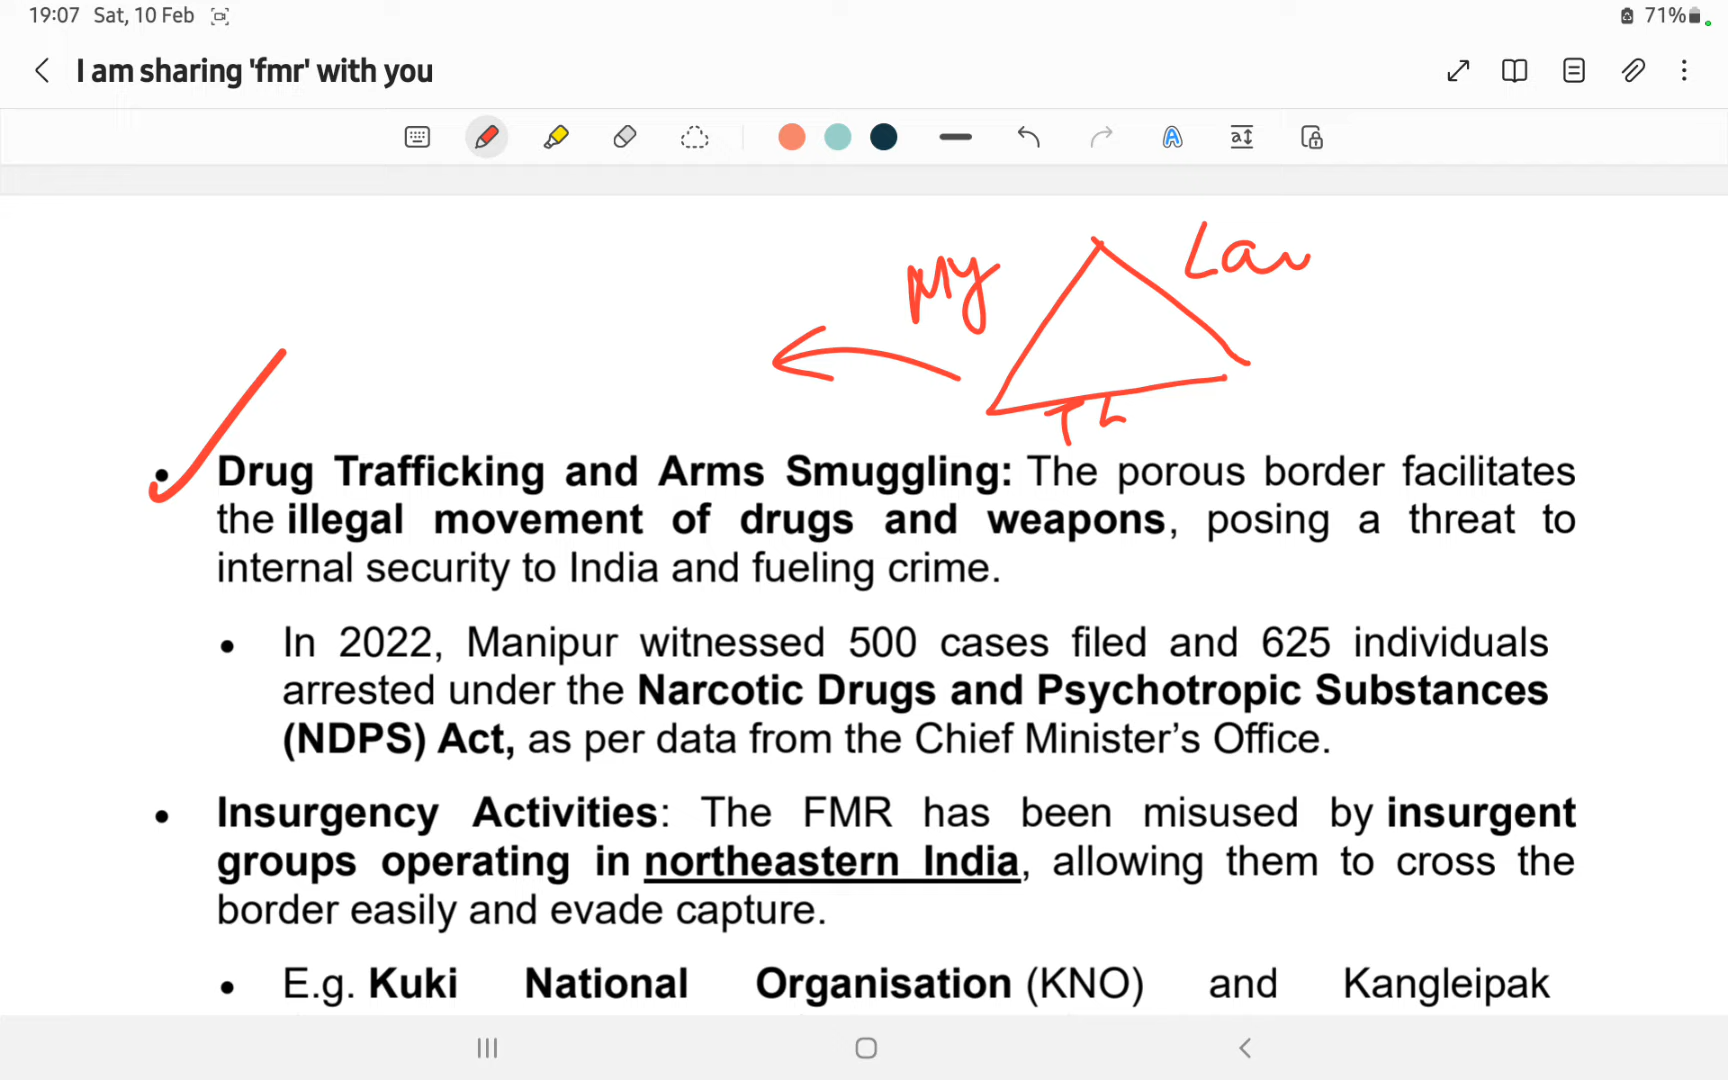 19:07 Sat, 10 Feb 71%
I am sharing 'fmr' with you
My Lav
Th
• Drug Trafficking and Arms Smuggling: The porous border facilitates
the illegal movement of drugs and weapons, posing a threat to
internal security to India and fueling crime.
• In 2022, Manipur witnessed 500 cases filed and 625 individuals
arrested under the Narcotic Drugs and Psychotropic Substances
(NDPS) Act, as per data from the Chief Minister’s Office.
• Insurgency Activities: The FMR has been misused by insurgent
groups operating in northeastern India, allowing them to cross the
border easily and evade capture.
• E.g. Kuki National Organisation (KNO) and Kangleipak